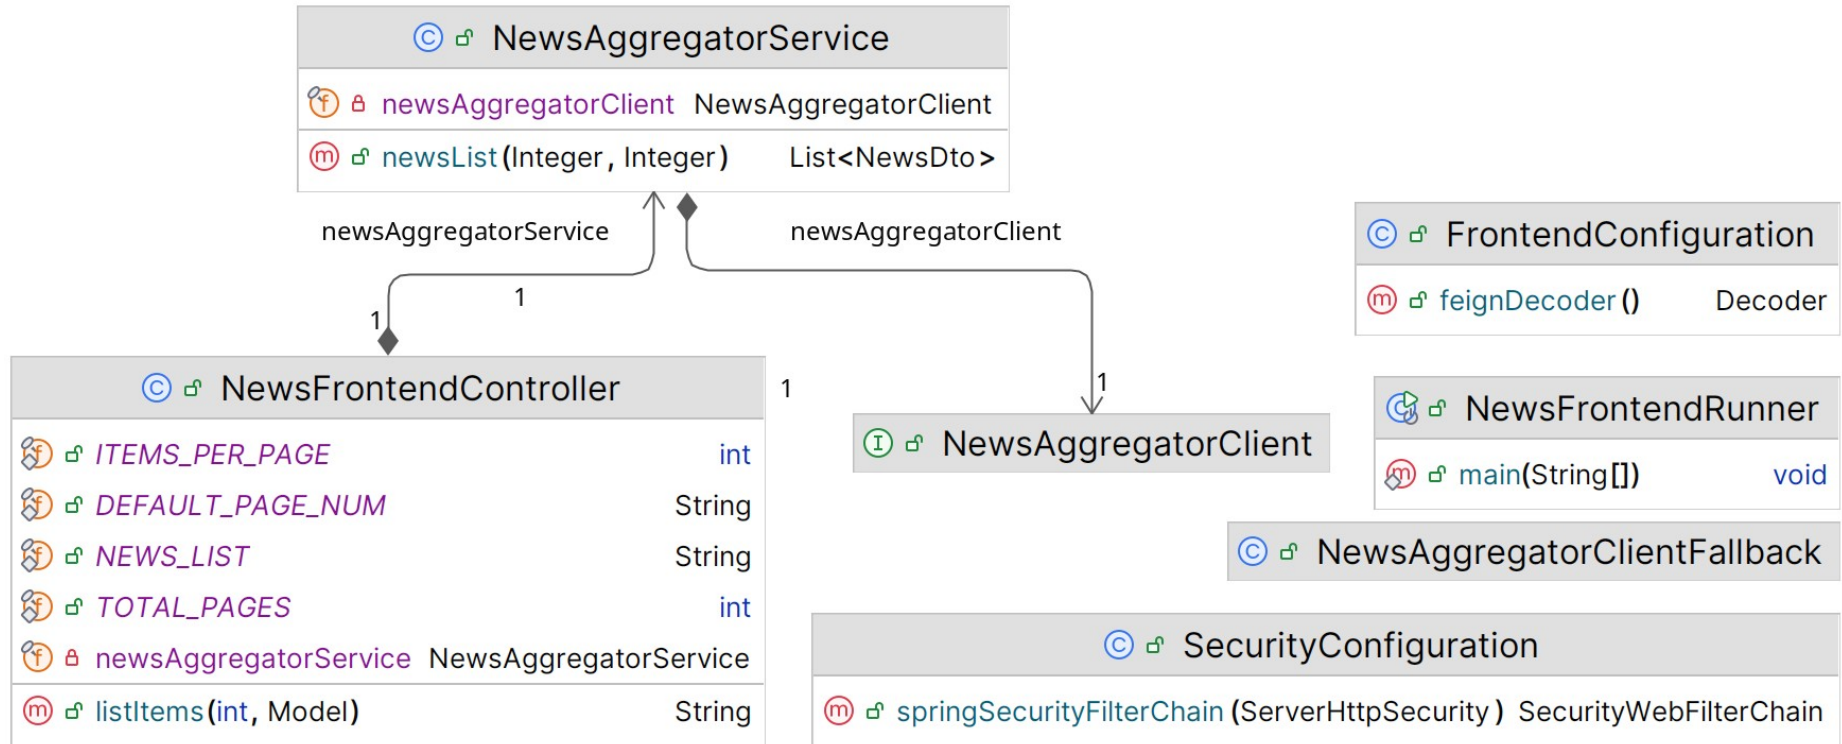 NewsAggregatorService
newsAggregatorClient NewsAggregatorClient
newsList(Integer, Integer) List<NewsDto>
newsAggregatorService
newsAggregatorClient
1
1
1
1
NewsFrontendController
ITEMS_PER_PAGE int
DEFAULT_PAGE_NUM String
NEWS_LIST String
TOTAL_PAGES int
newsAggregatorService NewsAggregatorService
listItems(int, Model) String
NewsAggregatorClient
FrontendConfiguration
feignDecoder() Decoder
NewsFrontendRunner
main(String[]) void
NewsAggregatorClientFallback
SecurityConfiguration
springSecurityFilterChain(ServerHttpSecurity) SecurityWebFilterChain